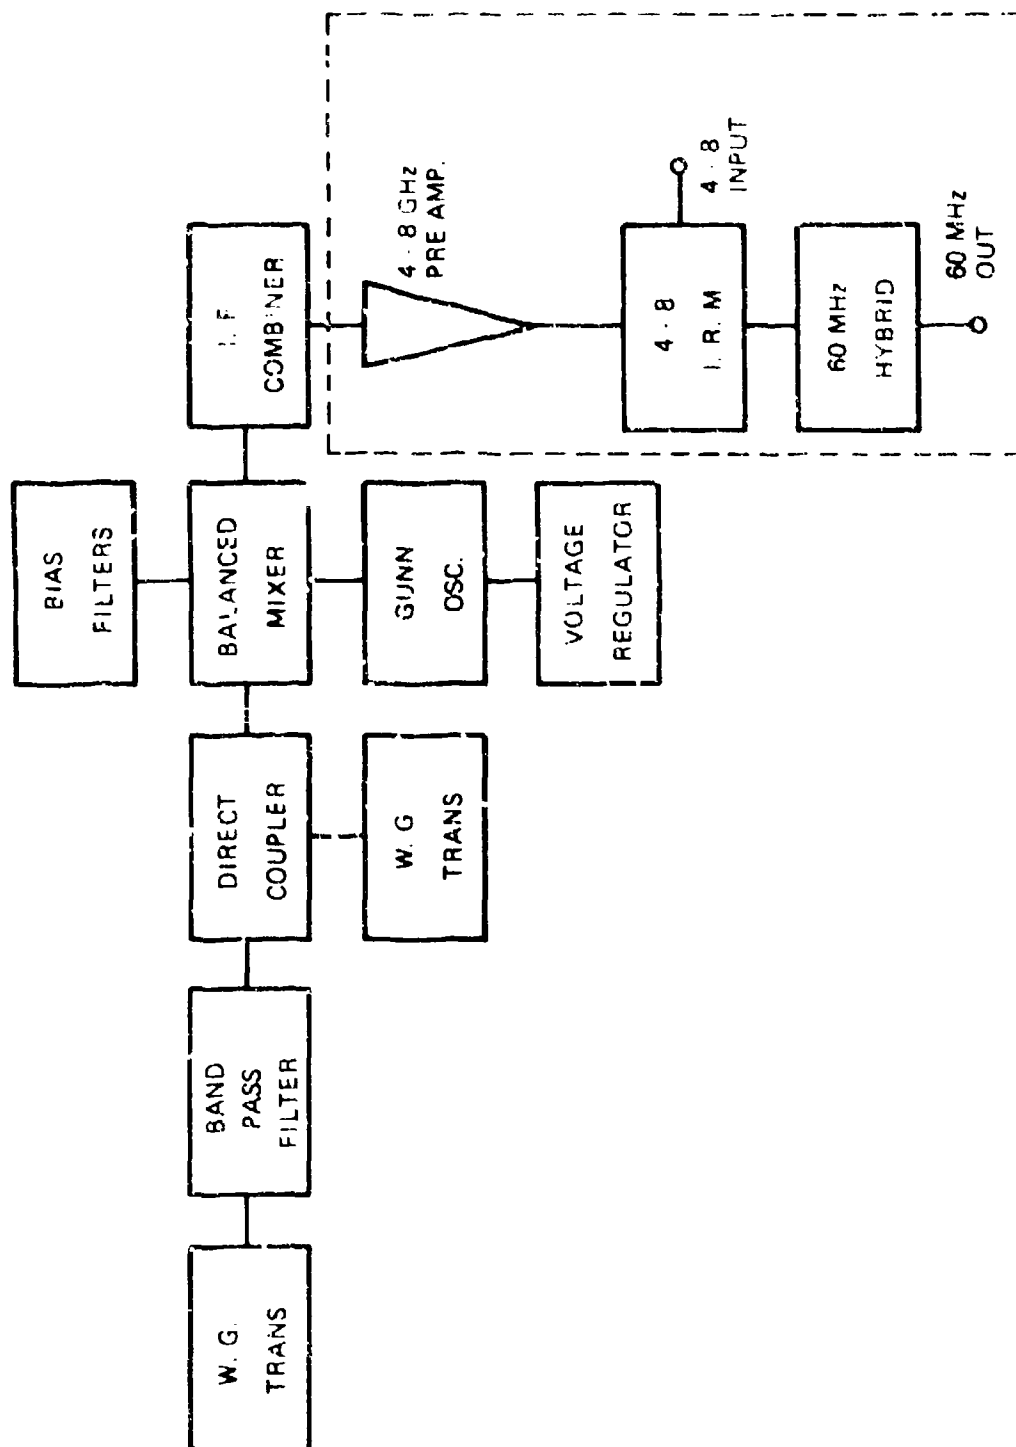 W. G.
TRANS
BAND
PASS
FILTER
DIRECT
COUPLER
W. G
TRANS
BIAS
FILTERS
BALANCED
MIXER
GUNN
OSC.
VOLTAGE
REGULATOR
I. F
COMBINER
4 - 8 GHz
PRE AMP.
4 - 8
I. R. M
4 - 8
INPUT
60 MHz
HYBRID
60 MHz
OUT